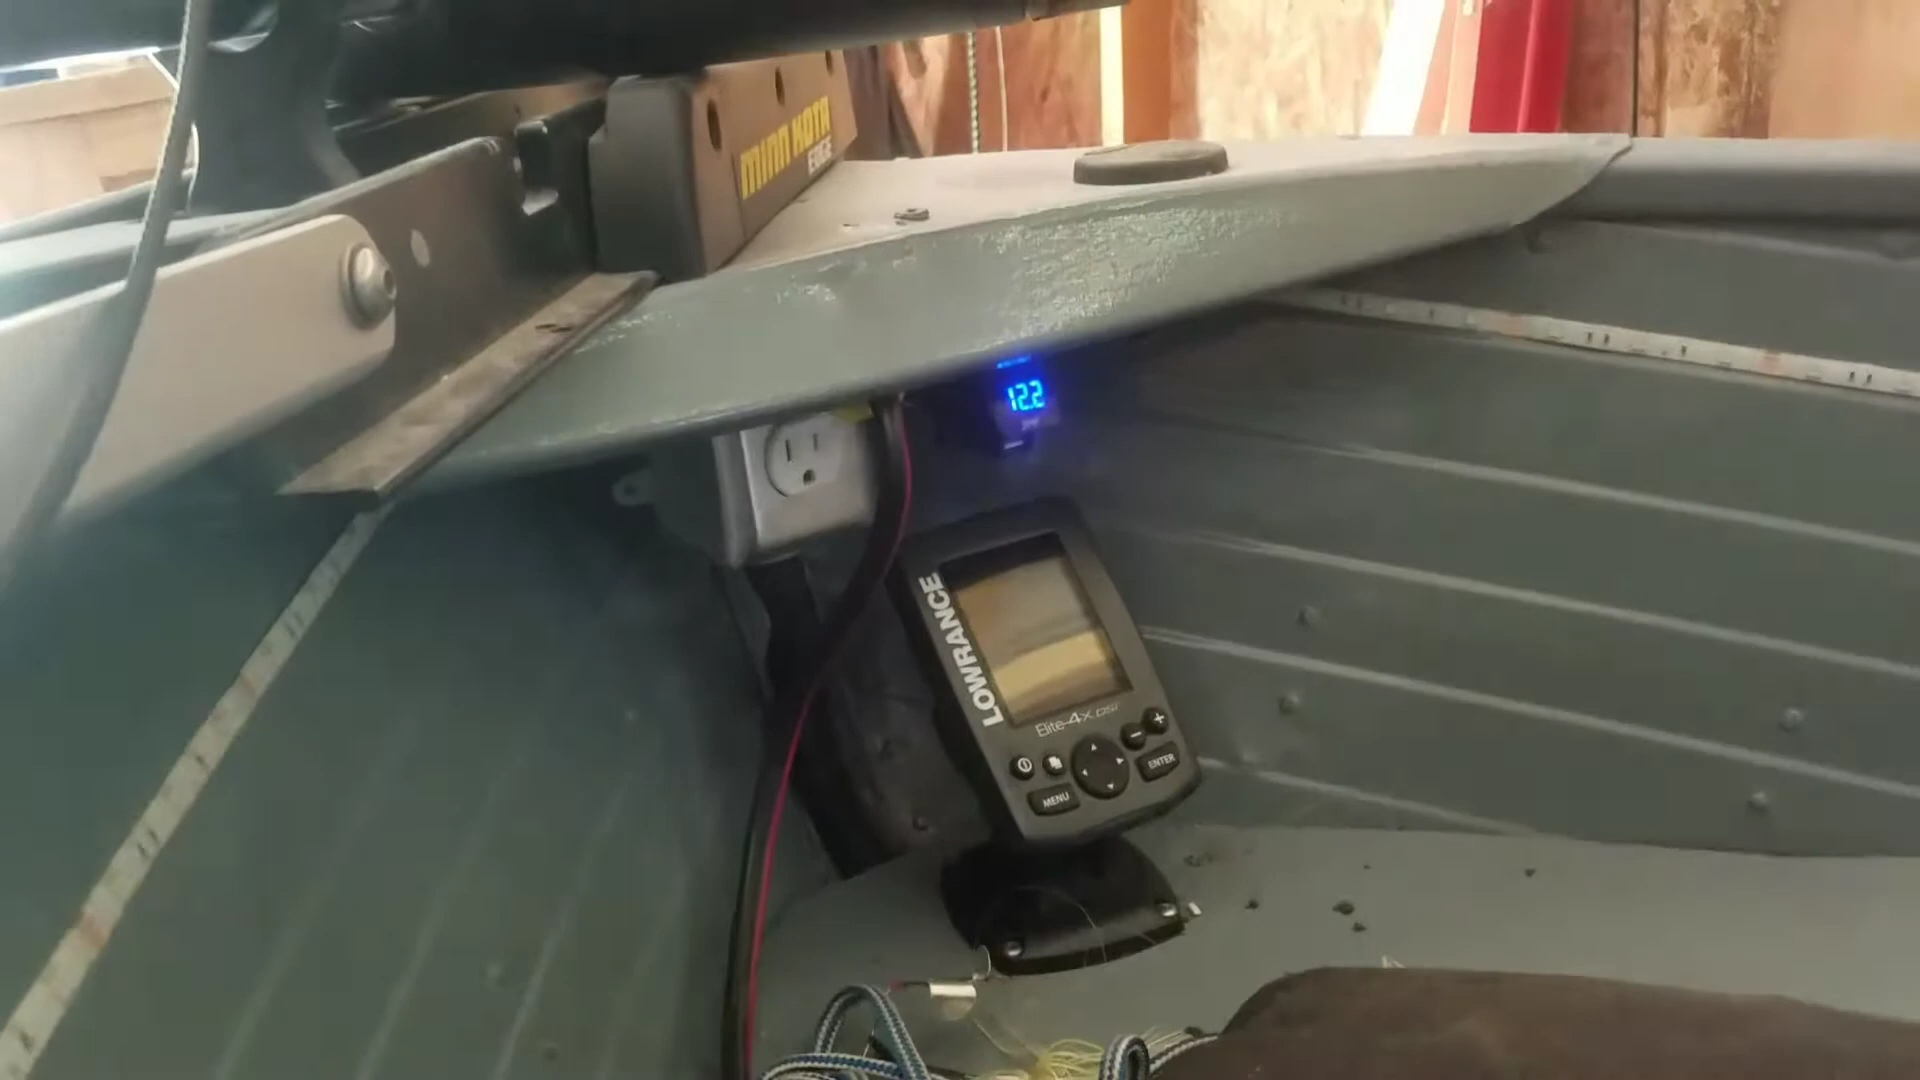 MINN KOTA
EDGE
12.2
LOWRANCE
Elite-4X DSI
MENU
ENTER